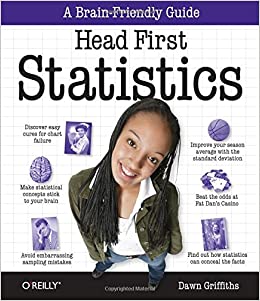 A Brain-Friendly Guide
Head First
Statistics
Discover easy
cures for chart
failure
Improve your season
average with the
standard deviation
Make statistical
concepts stick
to your brain
Beat the odds at
Fat Dan's Casino
Avoid embarrassing
sampling mistakes
Find out how statistics
can conceal the facts
O'REILLY®
Dawn Griffiths